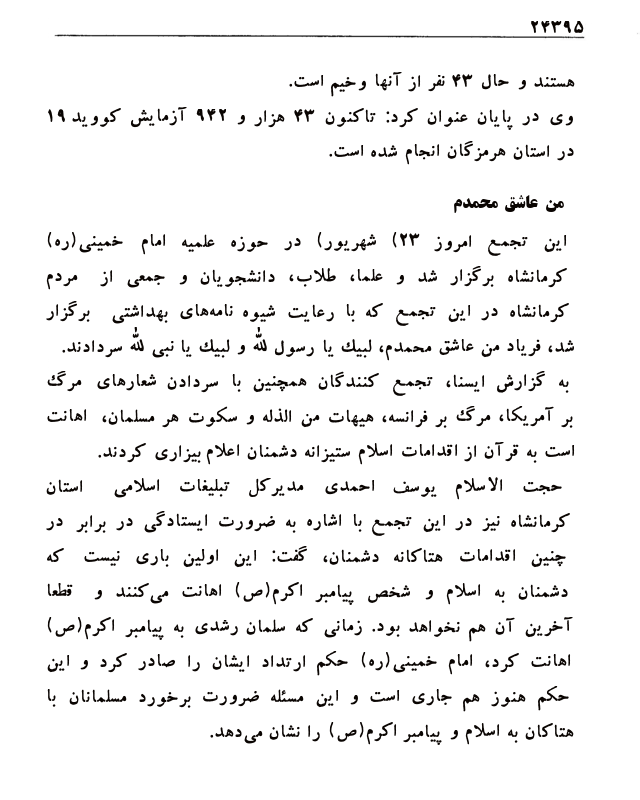 ۲۴۳۹۵
هستند و حال ۴۳ نفر از آنها وخیم است.
وی در پایان عنوان کرد: تاکنون ۴۳ هزار و ۹۴۲ آزمایش کووید ۱۹
در استان هرمزگان انجام شده است.
من عاشق محمدم
این تجمع امروز ۲۳) شهریور) در حوزه علمیه امام خمینی(ره)
کرمانشاه برگزار شد و علما، طلاب، دانشجویان و جمعی از مردم
کرمانشاه در این تجمع که با رعایت شیوه نامه‌های بهداشتی برگزار
شد، فریاد من عاشق محمدم، لبیك یا رسول لله و لبیك یا نبی لله سردادند.
به گزارش ایسنا، تجمع کنندگان همچنین با سردادن شعارهای مرگ
بر آمریکا، مرگ بر فرانسه، هیهات من الذله و سکوت هر مسلمان، اهانت
است به قرآن از اقدامات اسلام ستیزانه دشمنان اعلام بیزاری کردند.
حجت الاسلام یوسف احمدی مدیرکل تبلیغات اسلامی استان
کرمانشاه نیز در این تجمع با اشاره به ضرورت ایستادگی در برابر در
چنین اقدامات هتاکانه دشمنان، گفت: این اولین باری نیست که
دشمنان به اسلام و شخص پیامبر اکرم(ص) اهانت می‌کنند و قطعا
آخرین آن هم نخواهد بود. زمانی که سلمان رشدی به پیامبر اکرم(ص)
اهانت کرد، امام خمینی(ره) حکم ارتداد ایشان را صادر کرد و این
حکم هنوز هم جاری است و این مسئله ضرورت برخورد مسلمانان با
هتاکان به اسلام و پیامبر اکرم(ص) را نشان می‌دهد.